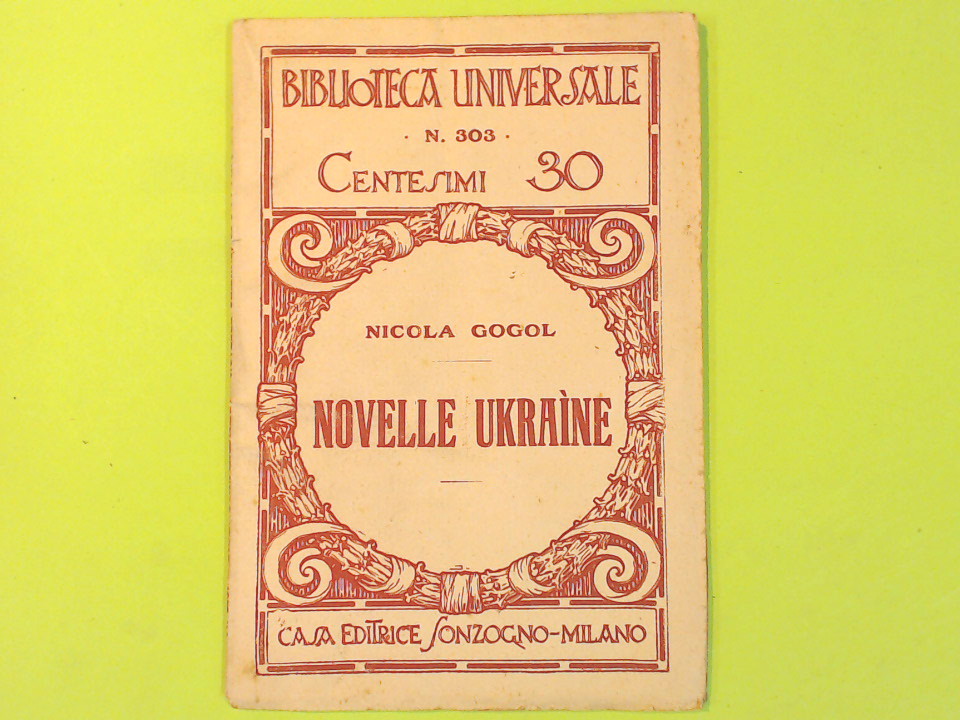 BIBLIOTECA UNIVERSALE
· N. 303 ·
CENTESIMI 30
NICOLA GOGOL
NOVELLE UKRAÌNE
CASA EDITRICE SONZOGNO-MILANO